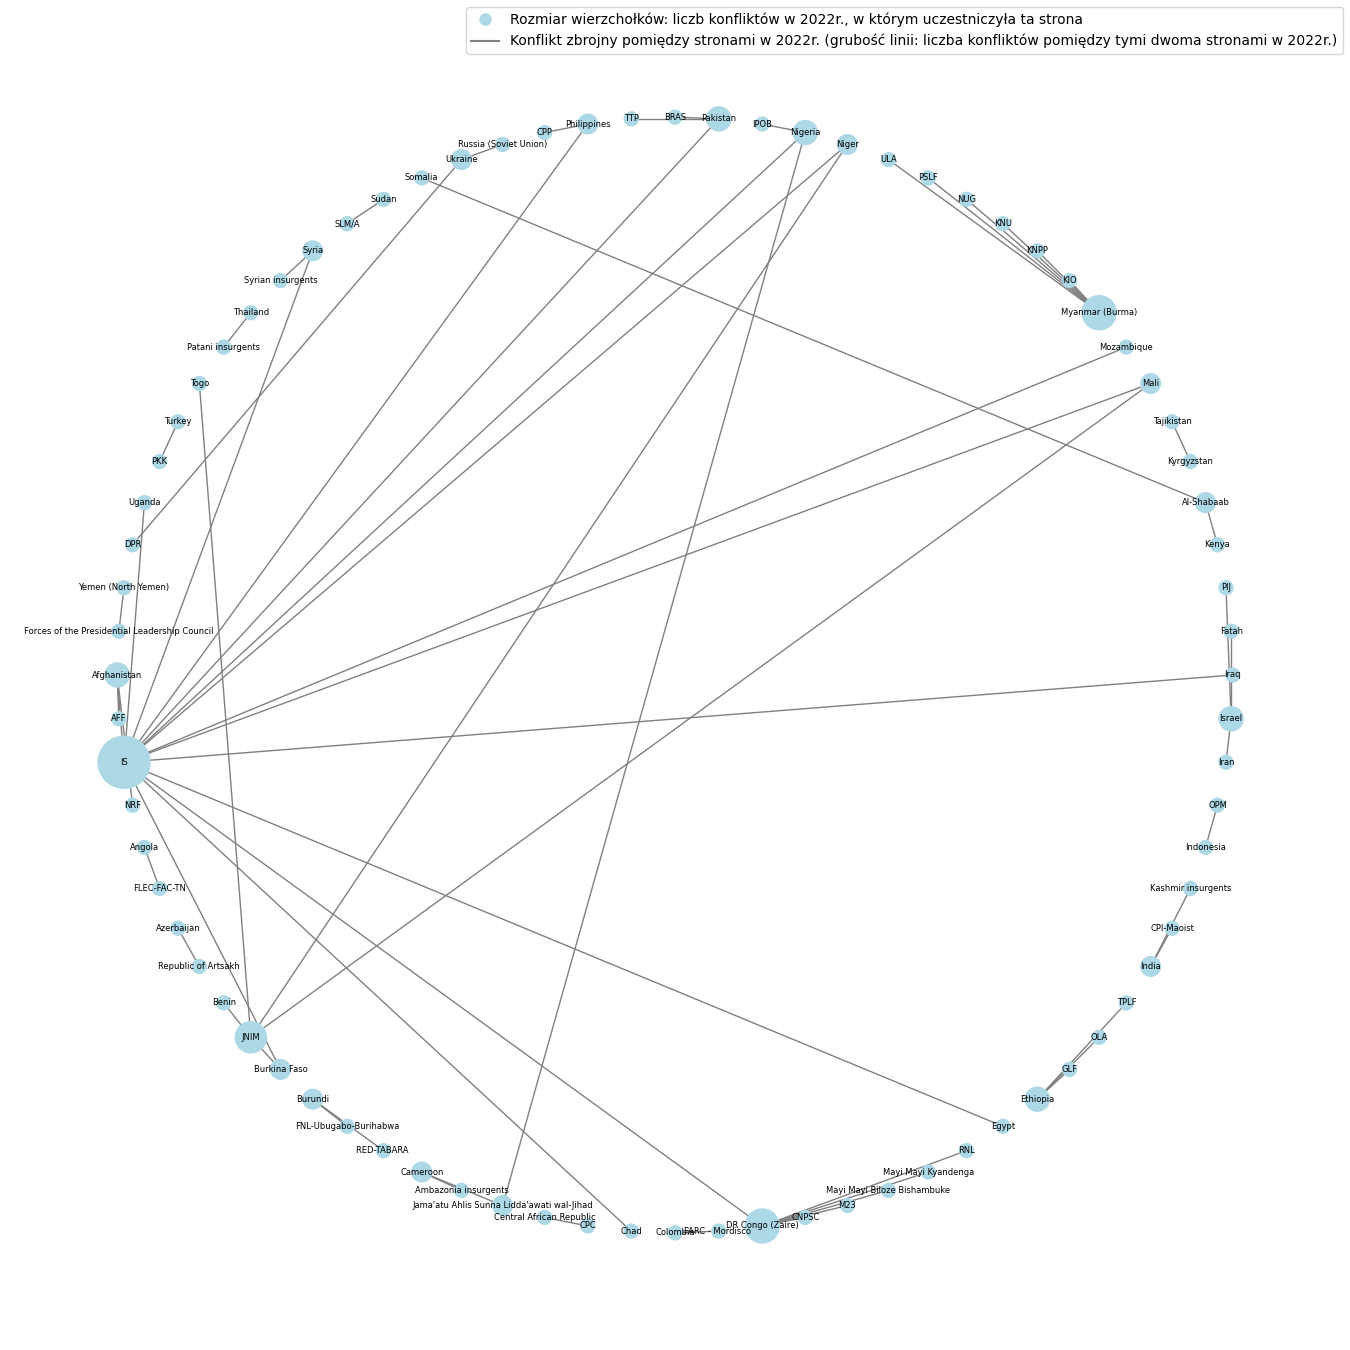 Rozmiar wierzchołków: liczb konfliktów w 2022r., w którym uczestniczyła ta strona
Konflikt zbrojny pomiędzy stronami w 2022r. (grubość linii: liczba konfliktów pomiędzy tymi dwoma stronami w 2022r.)
TTP
BRAS
Pakistan
IPOB
Philippines
CPP
Nigeria
Russia (Soviet Union)
Niger
Ukraine
ULA
Somalia
PSLF
Sudan
NUG
SLM/A
KNU
Syria
KNPP
Syrian insurgents
KIO
Thailand
Myanmar (Burma)
Patani insurgents
Mozambique
Togo
Mali
Turkey
Tajikistan
PKK
Kyrgyzstan
Uganda
Al-Shabaab
DPR
Kenya
Yemen (North Yemen)
PIJ
Forces of the Presidential Leadership Council
Fatah
Afghanistan
Iraq
AFF
Israel
IS
Iran
NRF
OPM
Angola
Indonesia
FLEC-FAC-TN
Kashmir insurgents
Azerbaijan
CPI-Maoist
Republic of Artsakh
India
Benin
TPLF
JNIM
OLA
Burkina Faso
GLF
Burundi
Ethiopia
FNL-Ubugabo-Burihabwa
Egypt
RED-TABARA
RNL
Cameroon
Mayi Mayi Kyandenga
Ambazonia insurgents
Mayi Mayi Biloze Bishambuke
Jama'atu Ahlis Sunna Lidda'awati wal-Jihad
M23
Central African Republic
CNPSC
CPC
DR Congo (Zaire)
Chad
Colombia
FARC - Mordisco